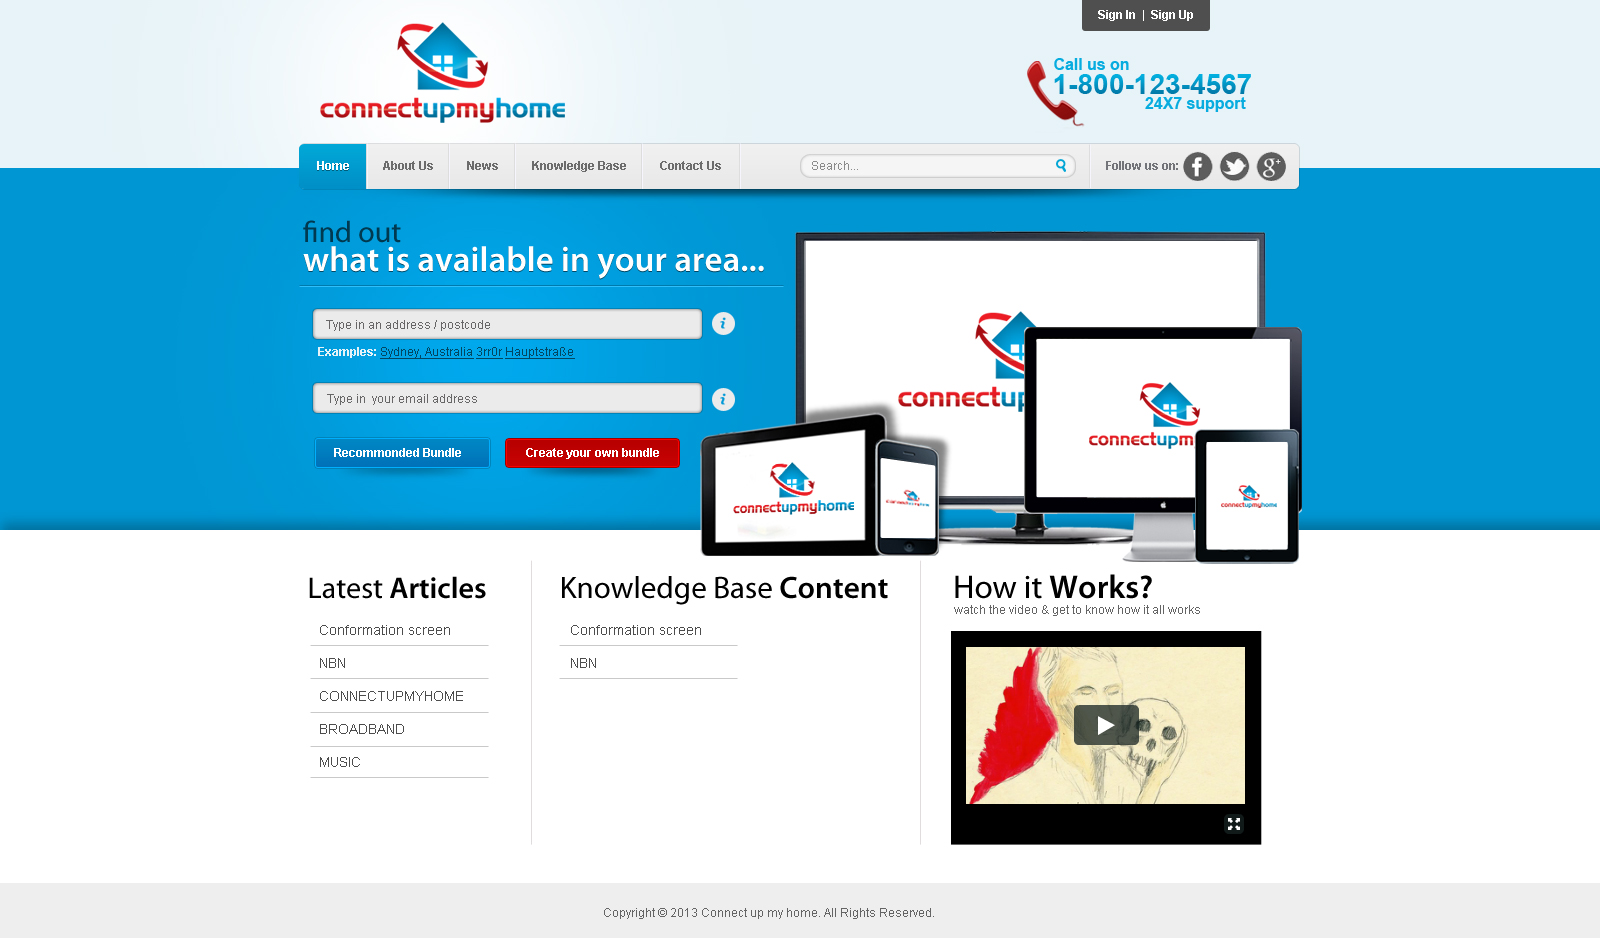 Sign In | Sign Up
connectupmyhome
Call us on
1-800-123-4567
24X7 support
Home
About Us
News
Knowledge Base
Contact Us
Search...
Follow us on:
find out
what is available in your area...
Type in an address / postcode
Examples: Sydney, Australia 3rr0r Hauptstraße
Type in  your email address
Recommonded Bundle
Create your own bundle
connectup
connectupm
connectupmyhome
connectupmyhome
connectupmyhome
Latest Articles
Conformation screen
NBN
CONNECTUPMYHOME
BROADBAND
MUSIC
Knowledge Base Content
Conformation screen
NBN
How it Works?
watch the video & get to know how it all works
Copyright © 2013 Connect up my home. All Rights Reserved.